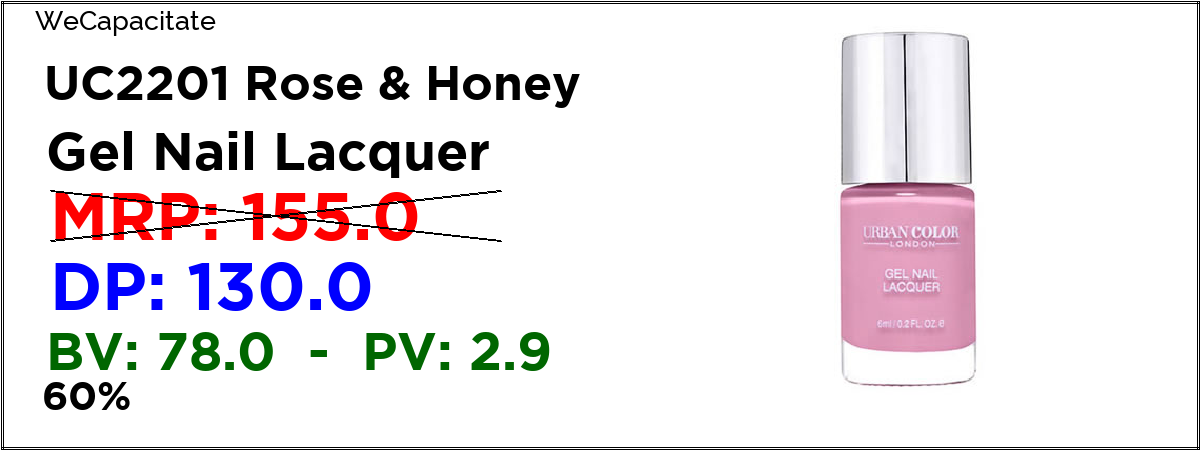 WeCapacitate
UC2201 Rose & Honey
Gel Nail Lacquer
MRP: 155.0
DP: 130.0
BV: 78.0 - PV: 2.9
60%
URBAN COLOR
LONDON
GEL NAIL
LACQUER
6ml / 0.2 FL. OZ. e